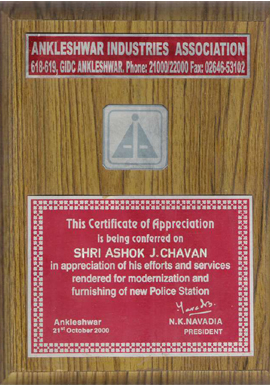 ANKLESHWAR INDUSTRIES ASSOCIATION
618-619, GIDC ANKLESHWAR. Phone: 21000/22000 Fax: 02646-53102
This Certificate of Appreciation
is being conferred on
SHRI ASHOK J. CHAVAN
in appreciation of his efforts and services
rendered for modernization and
furnishing of new Police Station
Navadia
Ankleshwar
21st October 2000
N.K.NAVADIA
PRESIDENT